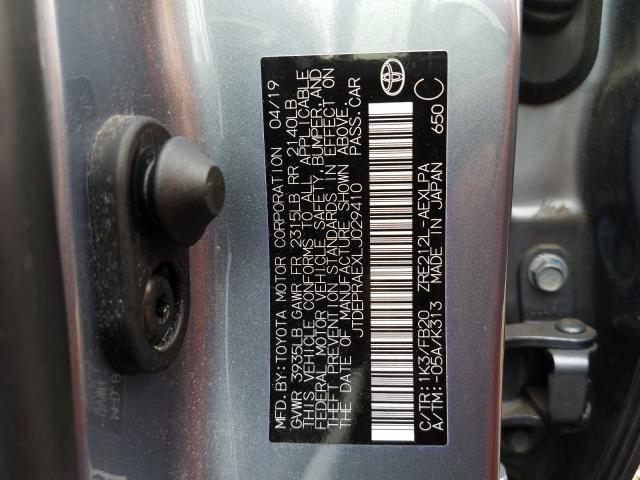 MFD.BY:TOYOTA MOTOR CORPORATION 04/19
GVWR 3935LB GAWR FR 2315LB RR 2140LB
THIS VEHICLE CONFORMS TO ALL APPLICABLE
FEDERAL MOTOR VEHICLE SAFETY, BUMPER, AND
THEFT PREVENTION STANDARDS IN EFFECT ON
THE DATE OF MANUFACTURE SHOWN ABOVE.
JTDEPRAEXLJ029410 PASS.CAR
C/TR:1K3/FB20 ZRE212L-AEXLPA
A/TM:-05A/K313 MADE IN JAPAN 650 C